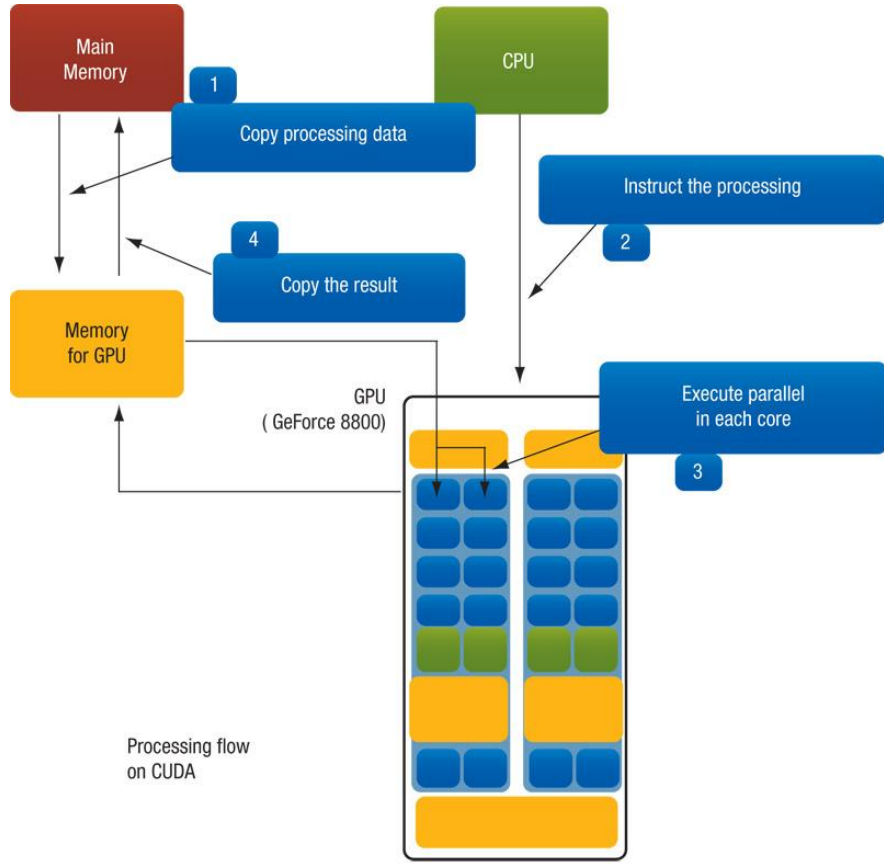 Main
Memory
CPU
1
Copy processing data
Instruct the processing
2
4
Copy the result
Memory
for GPU
GPU
( GeForce 8800)
Execute parallel
in each core
3
Processing flow
on CUDA